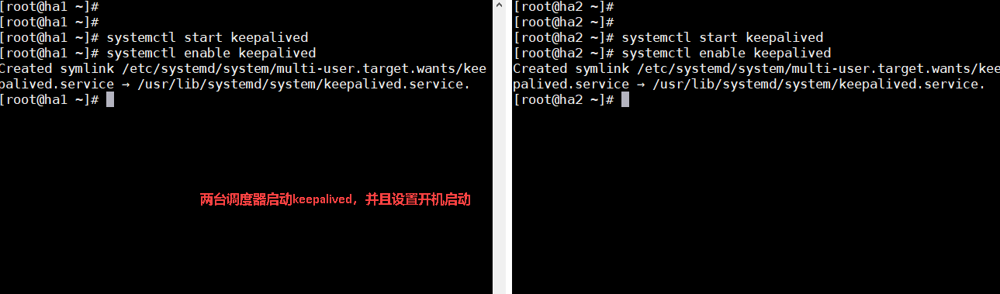 [root@ha1 ~]#
[root@ha1 ~]#
[root@ha1 ~]# systemctl start keepalived
[root@ha1 ~]# systemctl enable keepalived
Created symlink /etc/systemd/system/multi-user.target.wants/kee
palived.service → /usr/lib/systemd/system/keepalived.service.
[root@ha1 ~]#
两台调度器启动keepalived，并且设置开机启动
[root@ha2 ~]#
[root@ha2 ~]#
[root@ha2 ~]# systemctl start keepalived
[root@ha2 ~]# systemctl enable keepalived
Created symlink /etc/systemd/system/multi-user.target.wants/kee
palived.service → /usr/lib/systemd/system/keepalived.service.
[root@ha2 ~]#